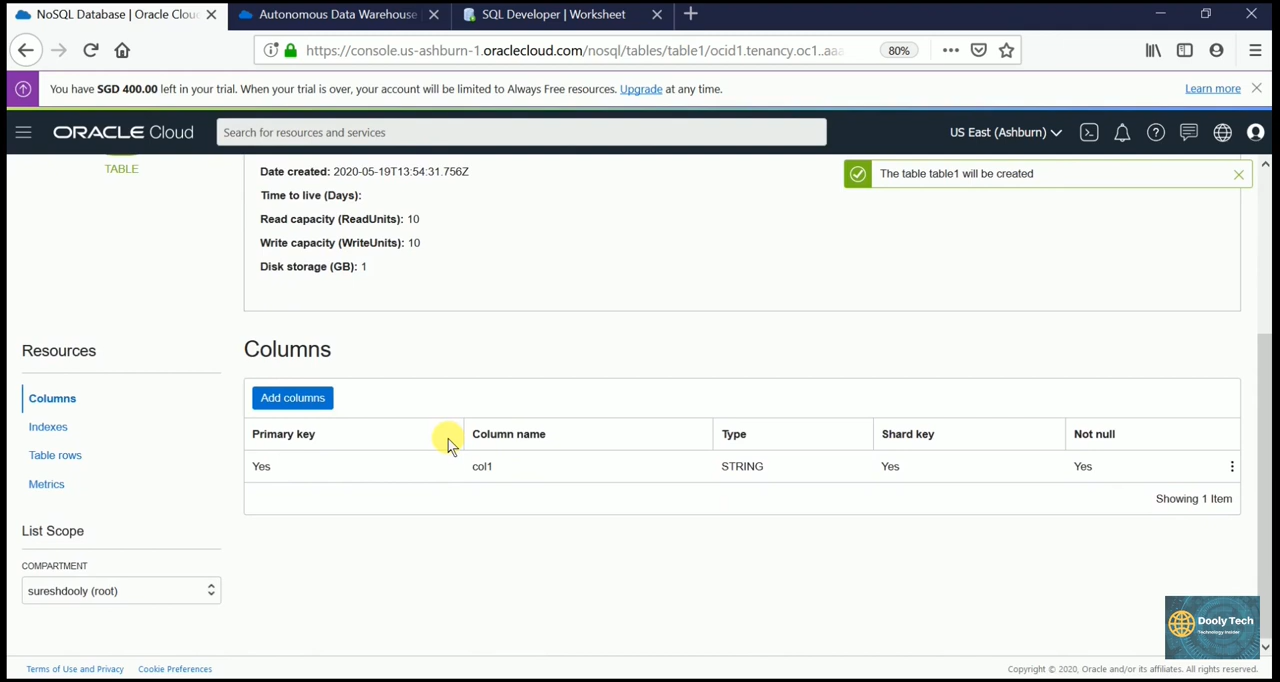 NoSQL Database | Oracle Clou
Autonomous Data Warehouse
SQL Developer | Worksheet
https://console.us-ashburn-1.oraclecloud.com/nosql/tables/table1/ocid1.tenancy.oc1..aaa
80%
You have SGD 400.00 left in your trial. When your trial is over, your account will be limited to Always Free resources. Upgrade at any time.
Learn more
ORACLE Cloud
Search for resources and services
US East (Ashburn)
TABLE
The table table1 will be created
Date created: 2020-05-19T13:54:31.756Z
Time to live (Days):
Read capacity (ReadUnits): 10
Write capacity (WriteUnits): 10
Disk storage (GB): 1
Resources
Columns
Indexes
Table rows
Metrics
List Scope
COMPARTMENT
sureshdooly (root)
Columns
Add columns
Primary key Column name Type Shard key Not null
Yes col1 STRING Yes Yes
Showing 1 Item
Dooly Tech
Technology Insider
Terms of Use and Privacy Cookie Preferences
Copyright © 2020, Oracle and/or its affiliates. All rights reserved.